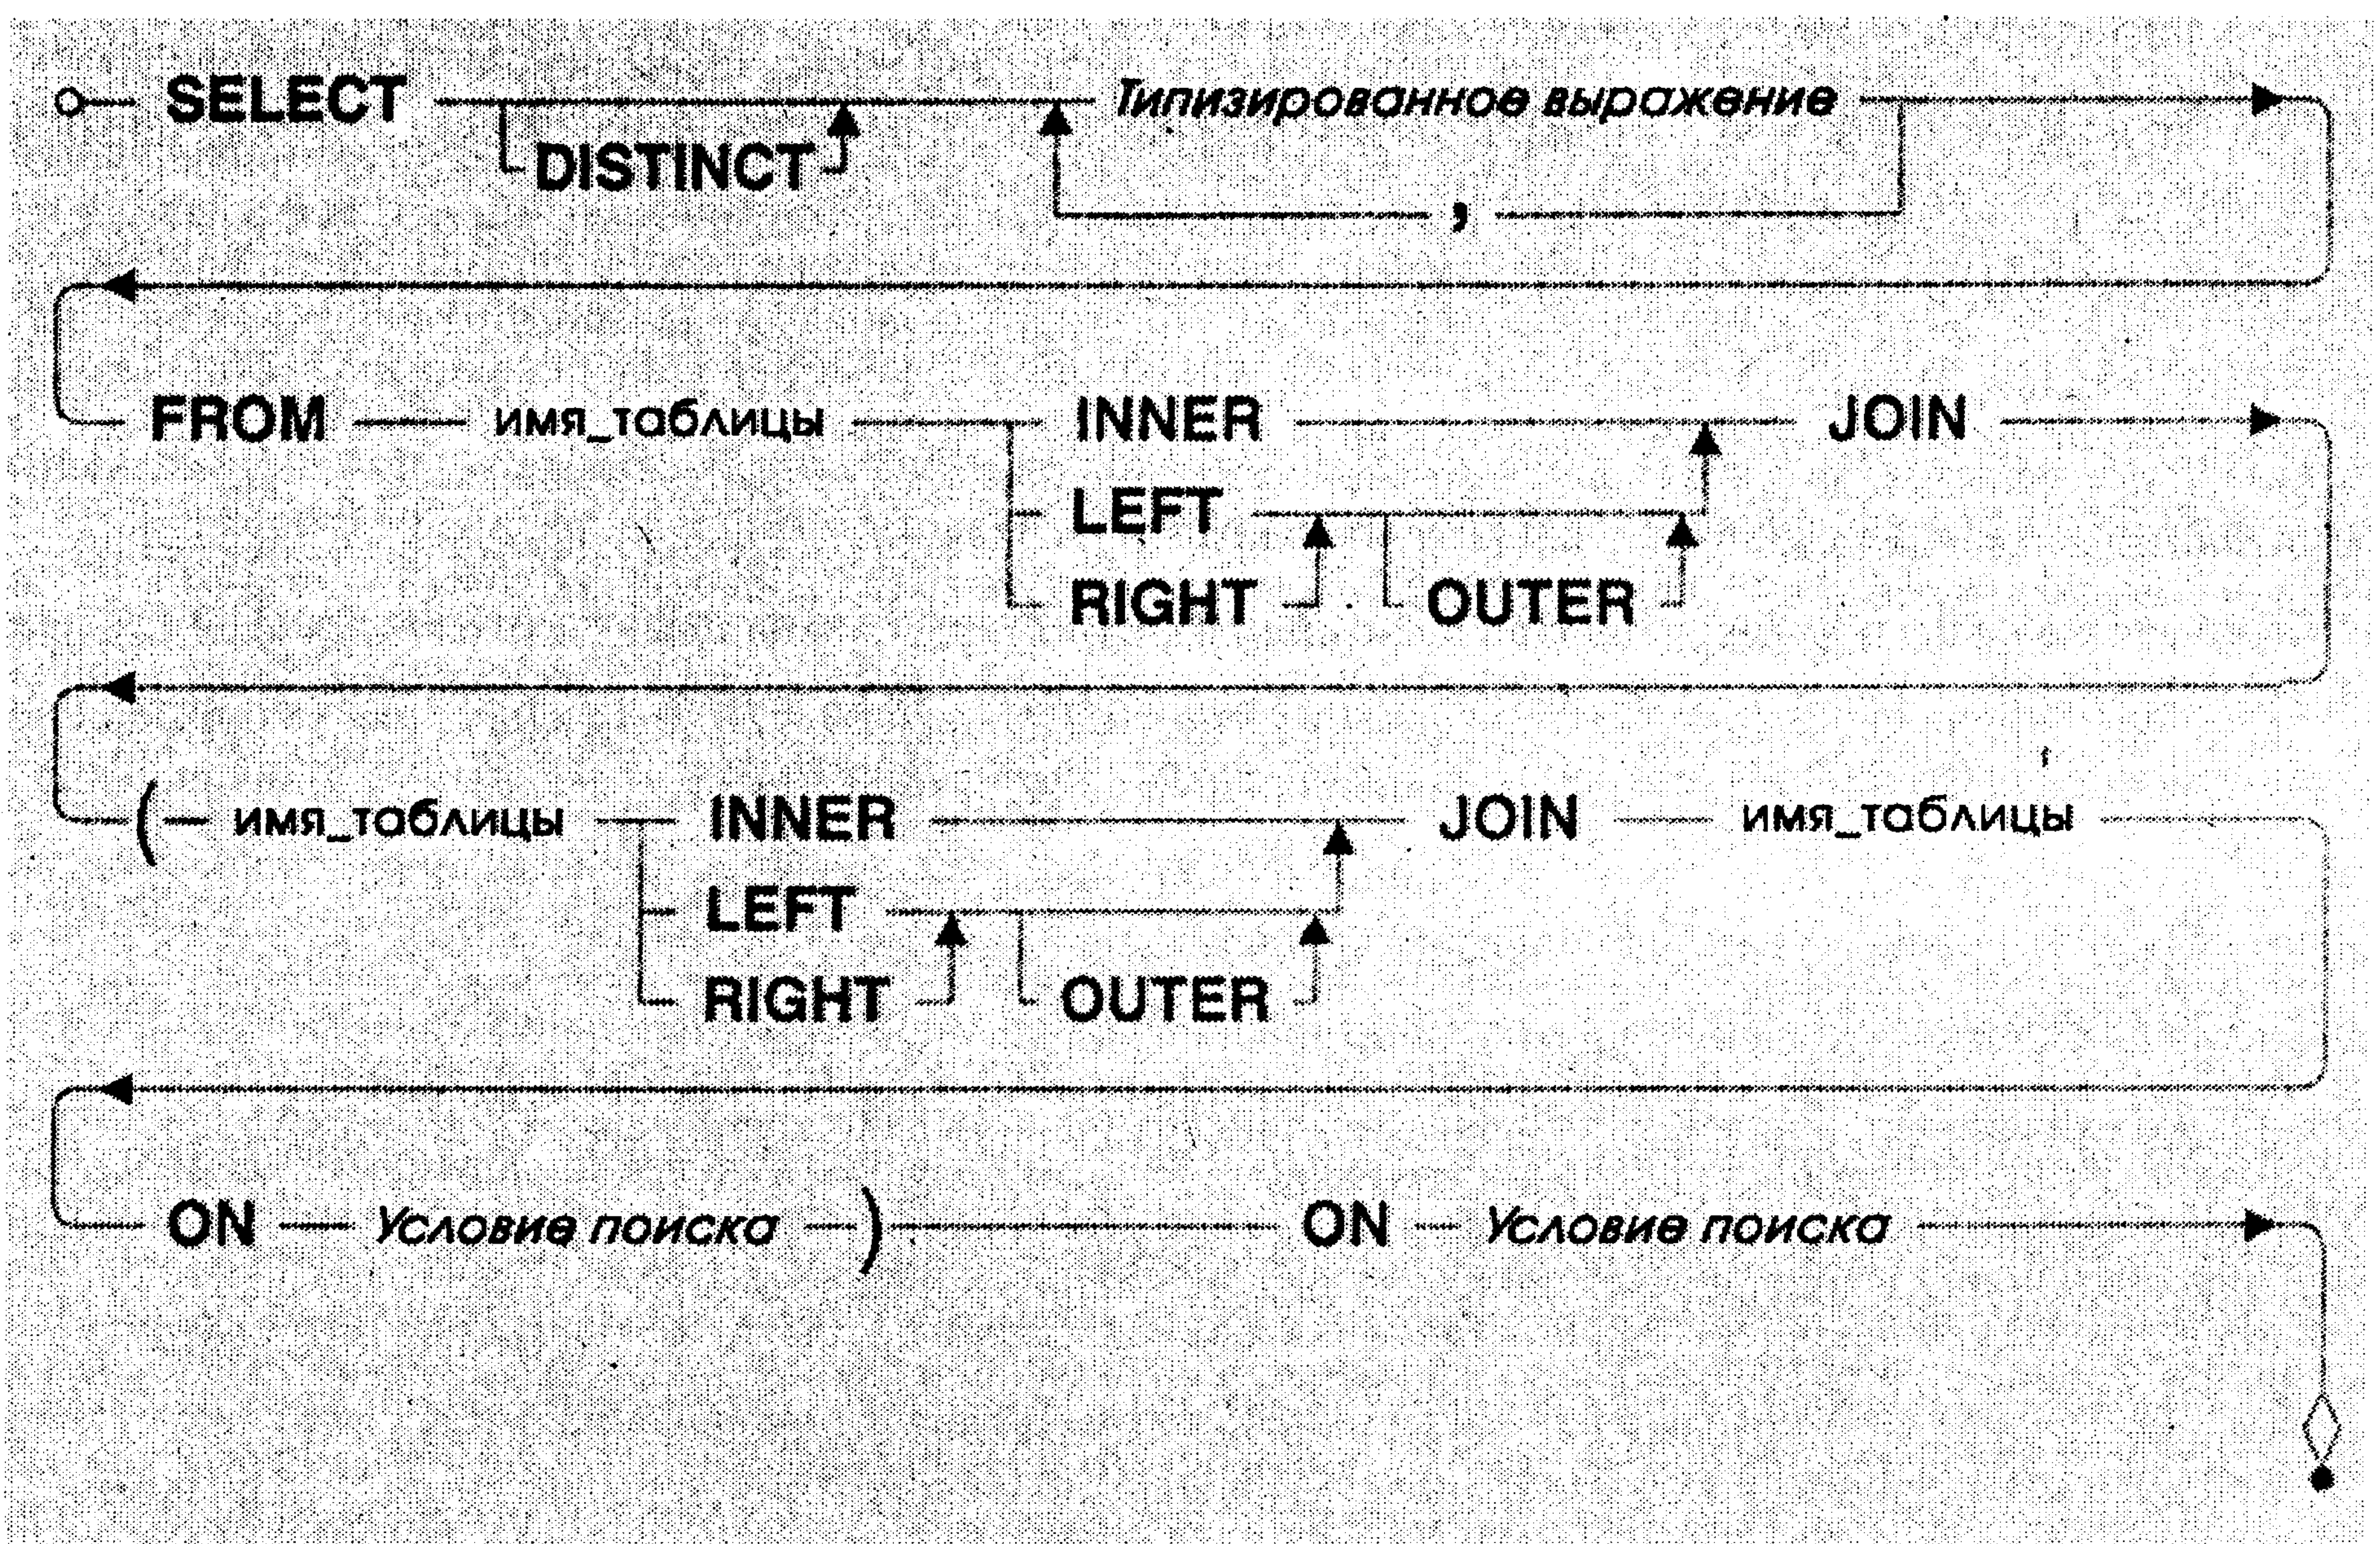 SELECT Типизированное выражение
DISTINCT
,
FROM имя_таблицы INNER JOIN
LEFT
RIGHT OUTER
( имя_таблицы INNER JOIN имя_таблицы
LEFT
RIGHT OUTER
ON Условие поиска ) ON Условие поиска